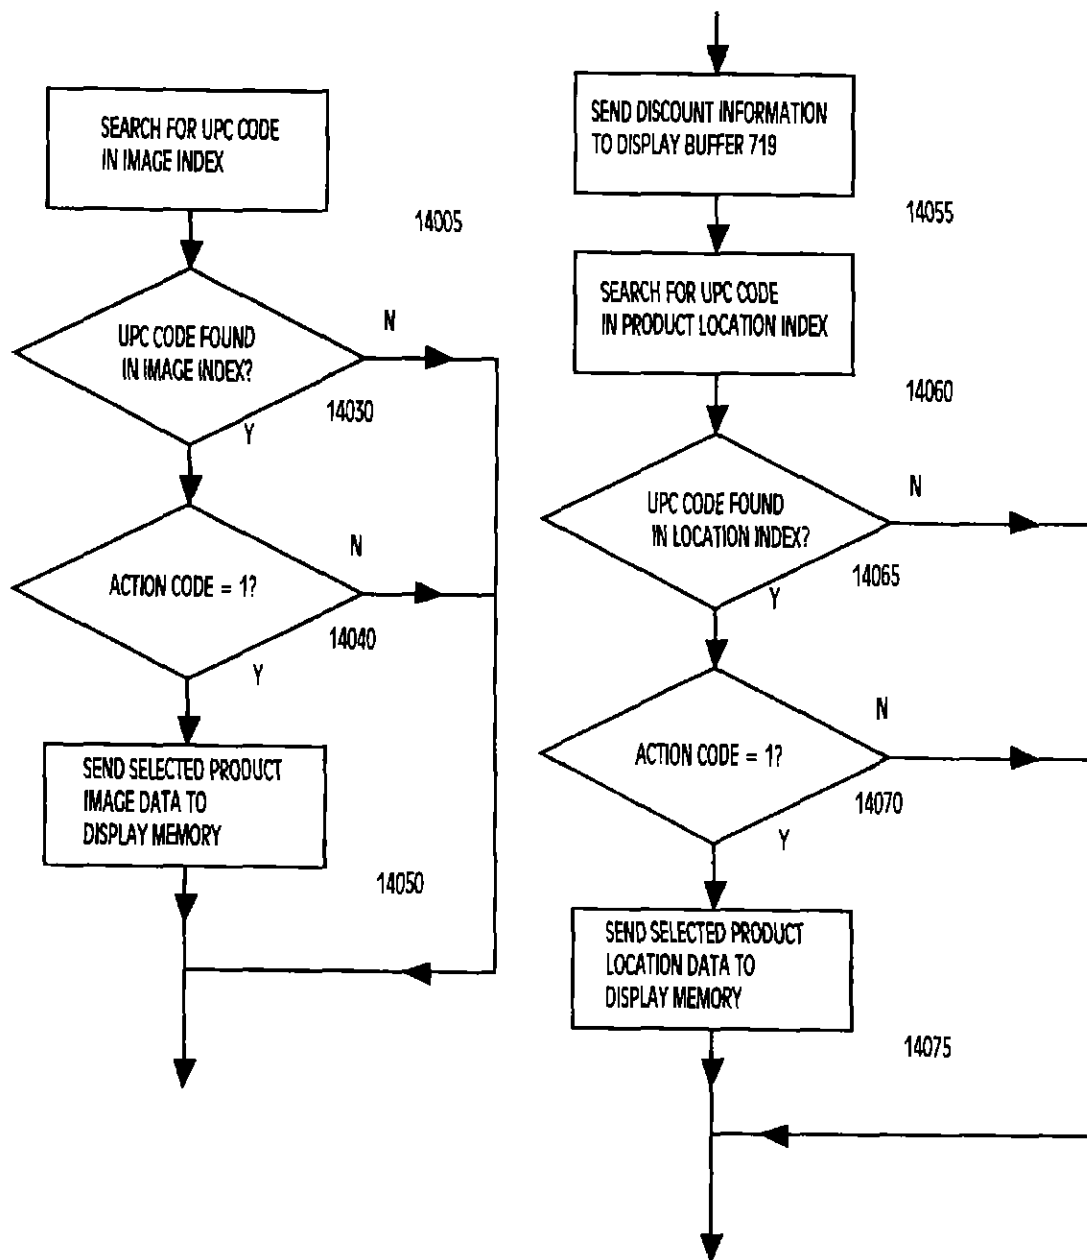 SEARCH FOR UPC CODE
IN IMAGE INDEX
14005
UPC CODE FOUND
IN IMAGE INDEX?
N
14030
Y
ACTION CODE = 1?
N
14040
Y
SEND SELECTED PRODUCT
IMAGE DATA TO
DISPLAY MEMORY
14050
SEND DISCOUNT INFORMATION
TO DISPLAY BUFFER 719
14055
SEARCH FOR UPC CODE
IN PRODUCT LOCATION INDEX
14060
UPC CODE FOUND
IN LOCATION INDEX?
N
14065
Y
ACTION CODE = 1?
N
14070
Y
SEND SELECTED PRODUCT
LOCATION DATA TO
DISPLAY MEMORY
14075